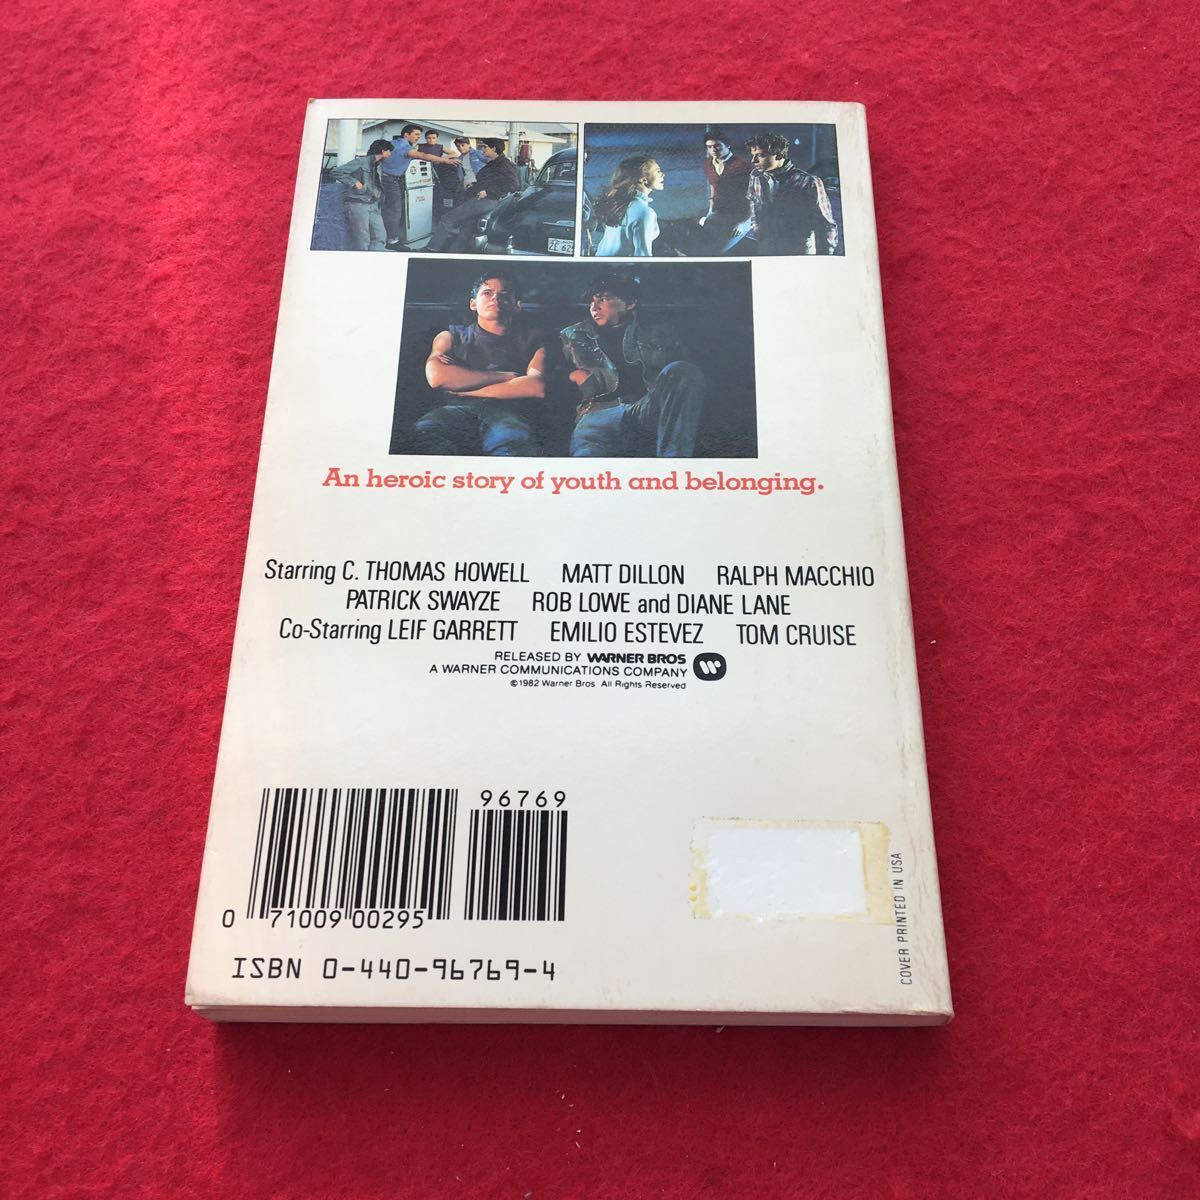 An heroic story of youth and belonging.
Starring C. THOMAS HOWELL MATT DILLON RALPH MACCHIO
PATRICK SWAYZE ROB LOWE and DIANE LANE
Co-Starring LEIF GARRETT EMILIO ESTEVEZ TOM CRUISE
RELEASED BY WARNER BROS
A WARNER COMMUNICATIONS COMPANY
©1982 Warner Bros. All Rights Reserved
96769
0 71009 00295
ISBN 0-440-96769-4
COVER PRINTED IN USA